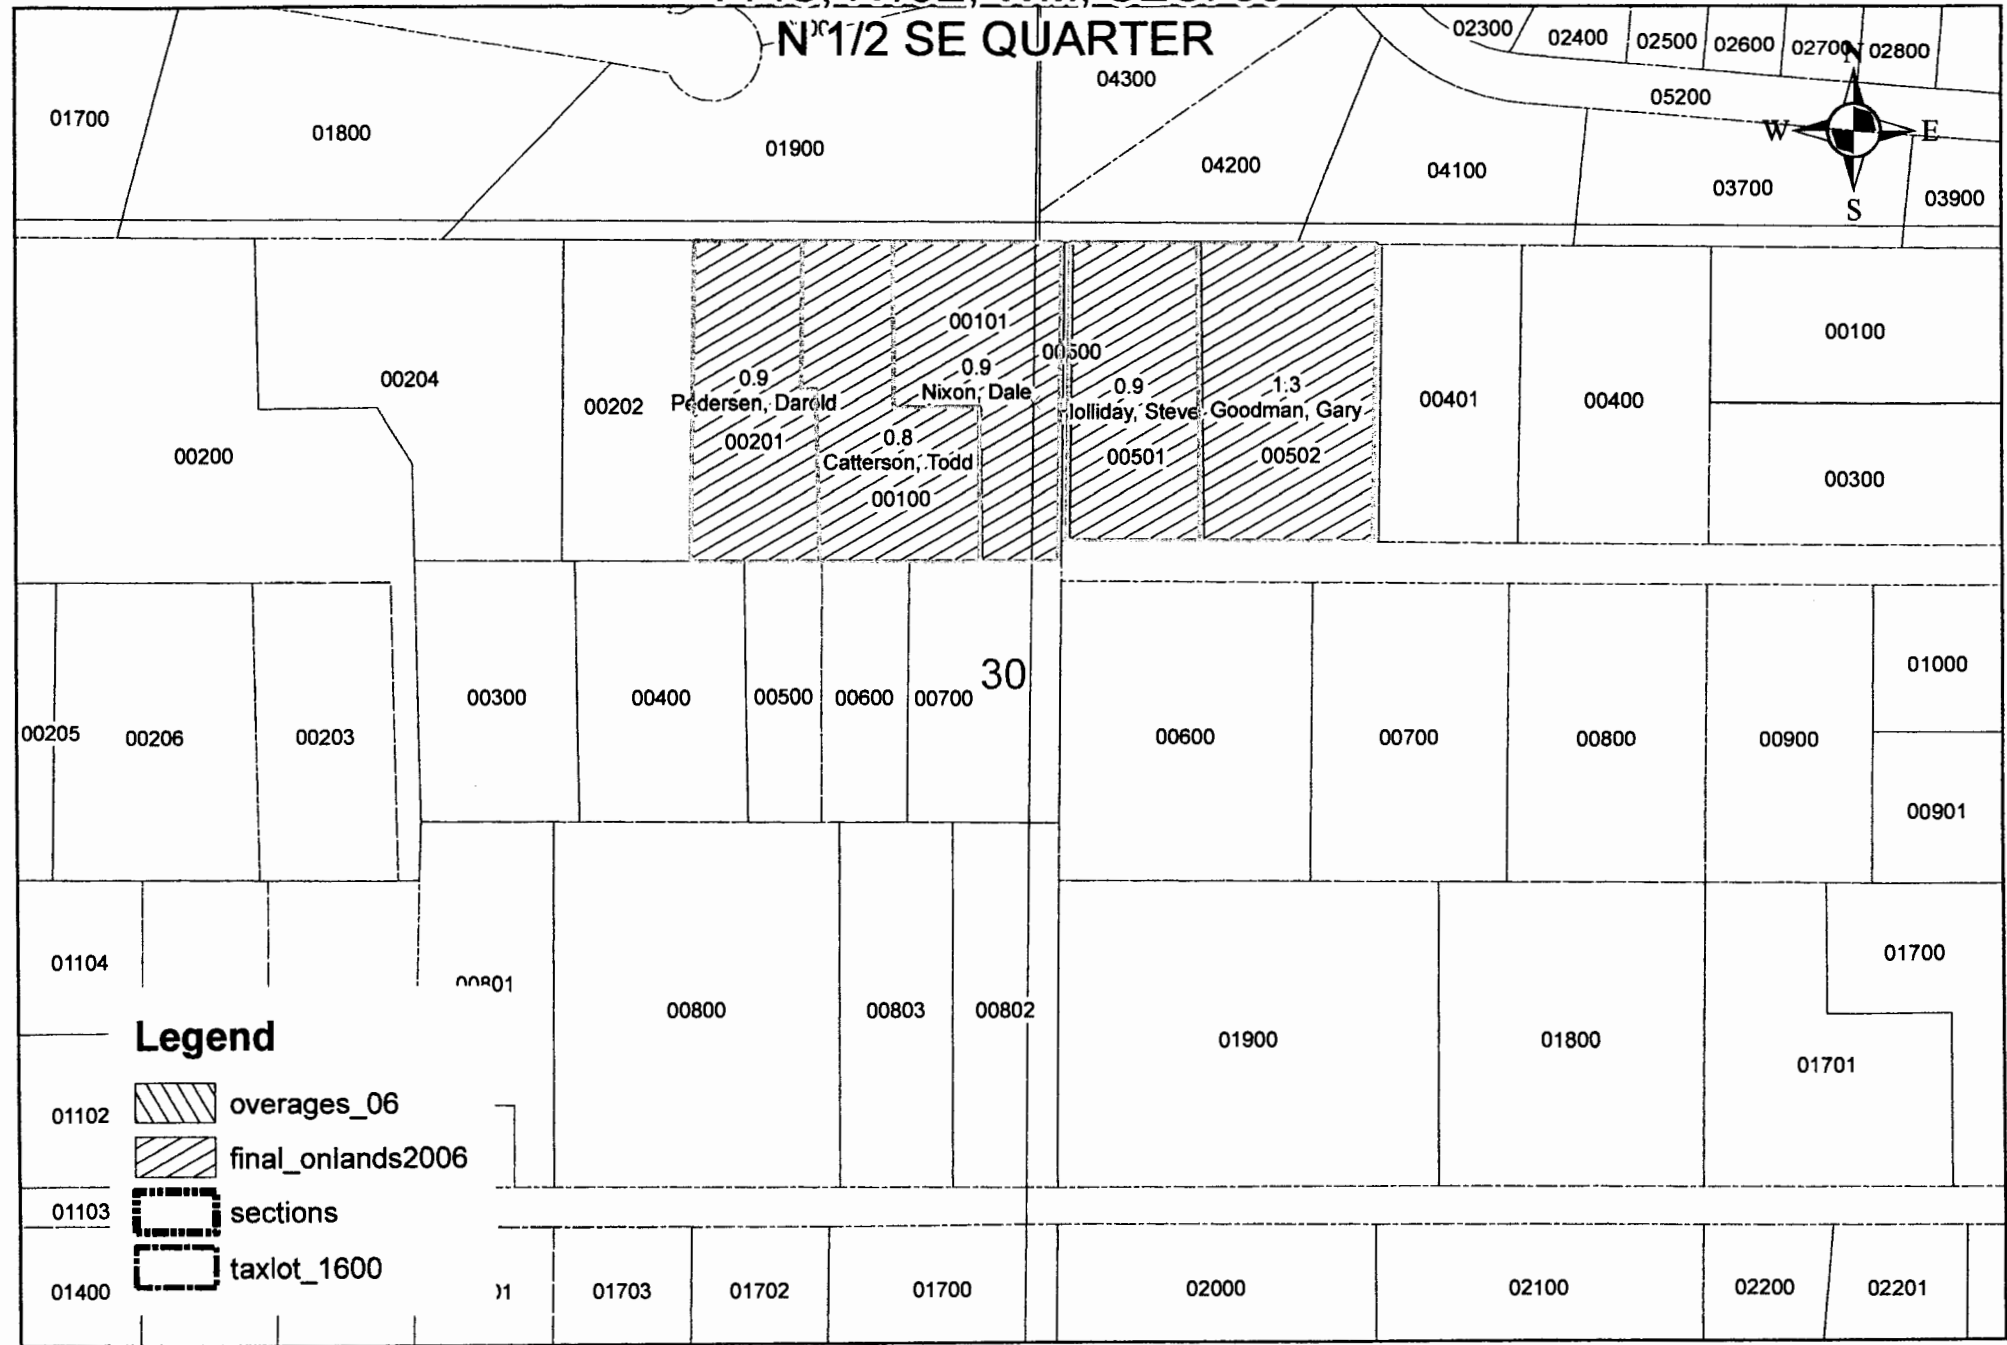 N 1/2 SE QUARTER
02300 02400 02500 02600 02700 02800
04300
05200
N
W E
S
01700 01800 01900 04200 04100 03700 03900
00101
00500
00100
00204 00202
0.9
Pedersen, Darold
00201
0.9
Nixon, Dale
0.8
Catterson, Todd
00100
0.9
olliday, Steve
00501
1.3
Goodman, Gary
00502
00401 00400
00200
00300
30
00300 00400 00500 00600 00700
00205 00206 00203
00600 00700 00800 00900
01000
00901
01104
00801
00800 00803 00802
01900 01800 01701
01700
Legend
overages_06
final_onlands2006
sections
taxlot_1600
01102
01103
01400
01
01703 01702 01700 02000 02100 02200 02201